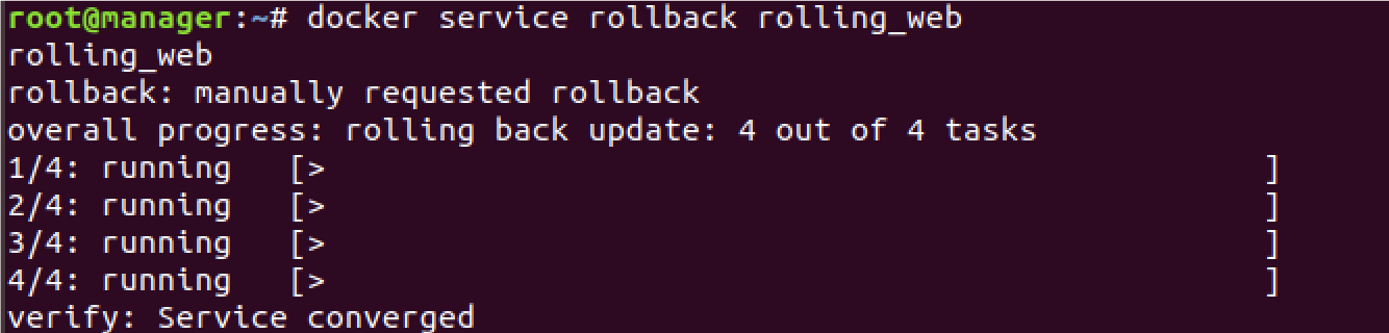 root@manager:~# docker service rollback rolling_web
rolling_web
rollback: manually requested rollback
overall progress: rolling back update: 4 out of 4 tasks
1/4: running   [>                                                  ]
2/4: running   [>                                                  ]
3/4: running   [>                                                  ]
4/4: running   [>                                                  ]
verify: Service converged